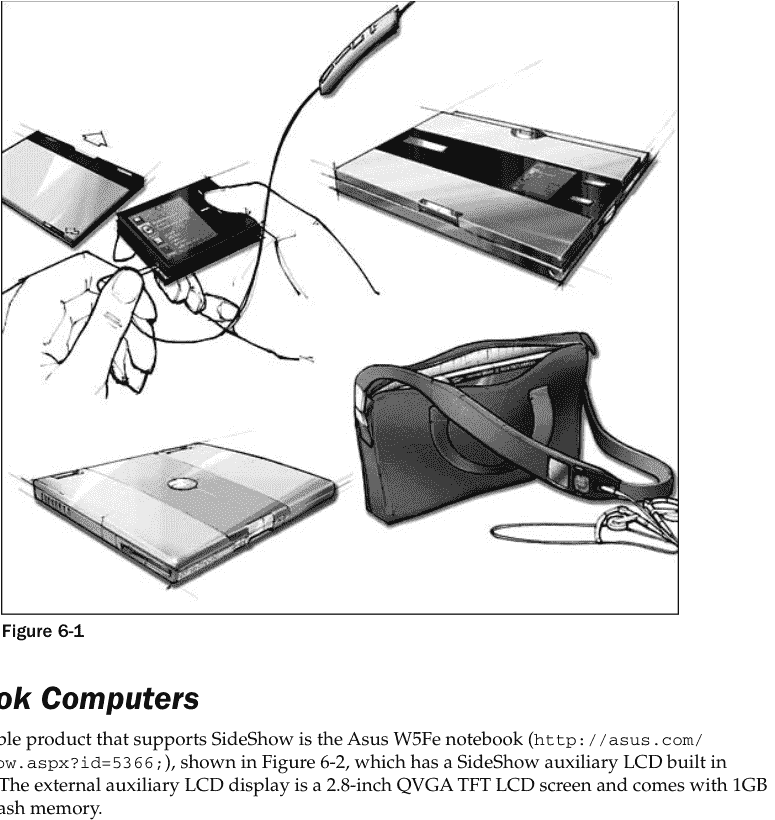 Figure 6-1
ok Computers
ble product that supports SideShow is the Asus W5Fe notebook (http://asus.com/
ow.aspx?id=5366;), shown in Figure 6-2, which has a SideShow auxiliary LCD built in
The external auxiliary LCD display is a 2.8-inch QVGA TFT LCD screen and comes with 1GB
ash memory.